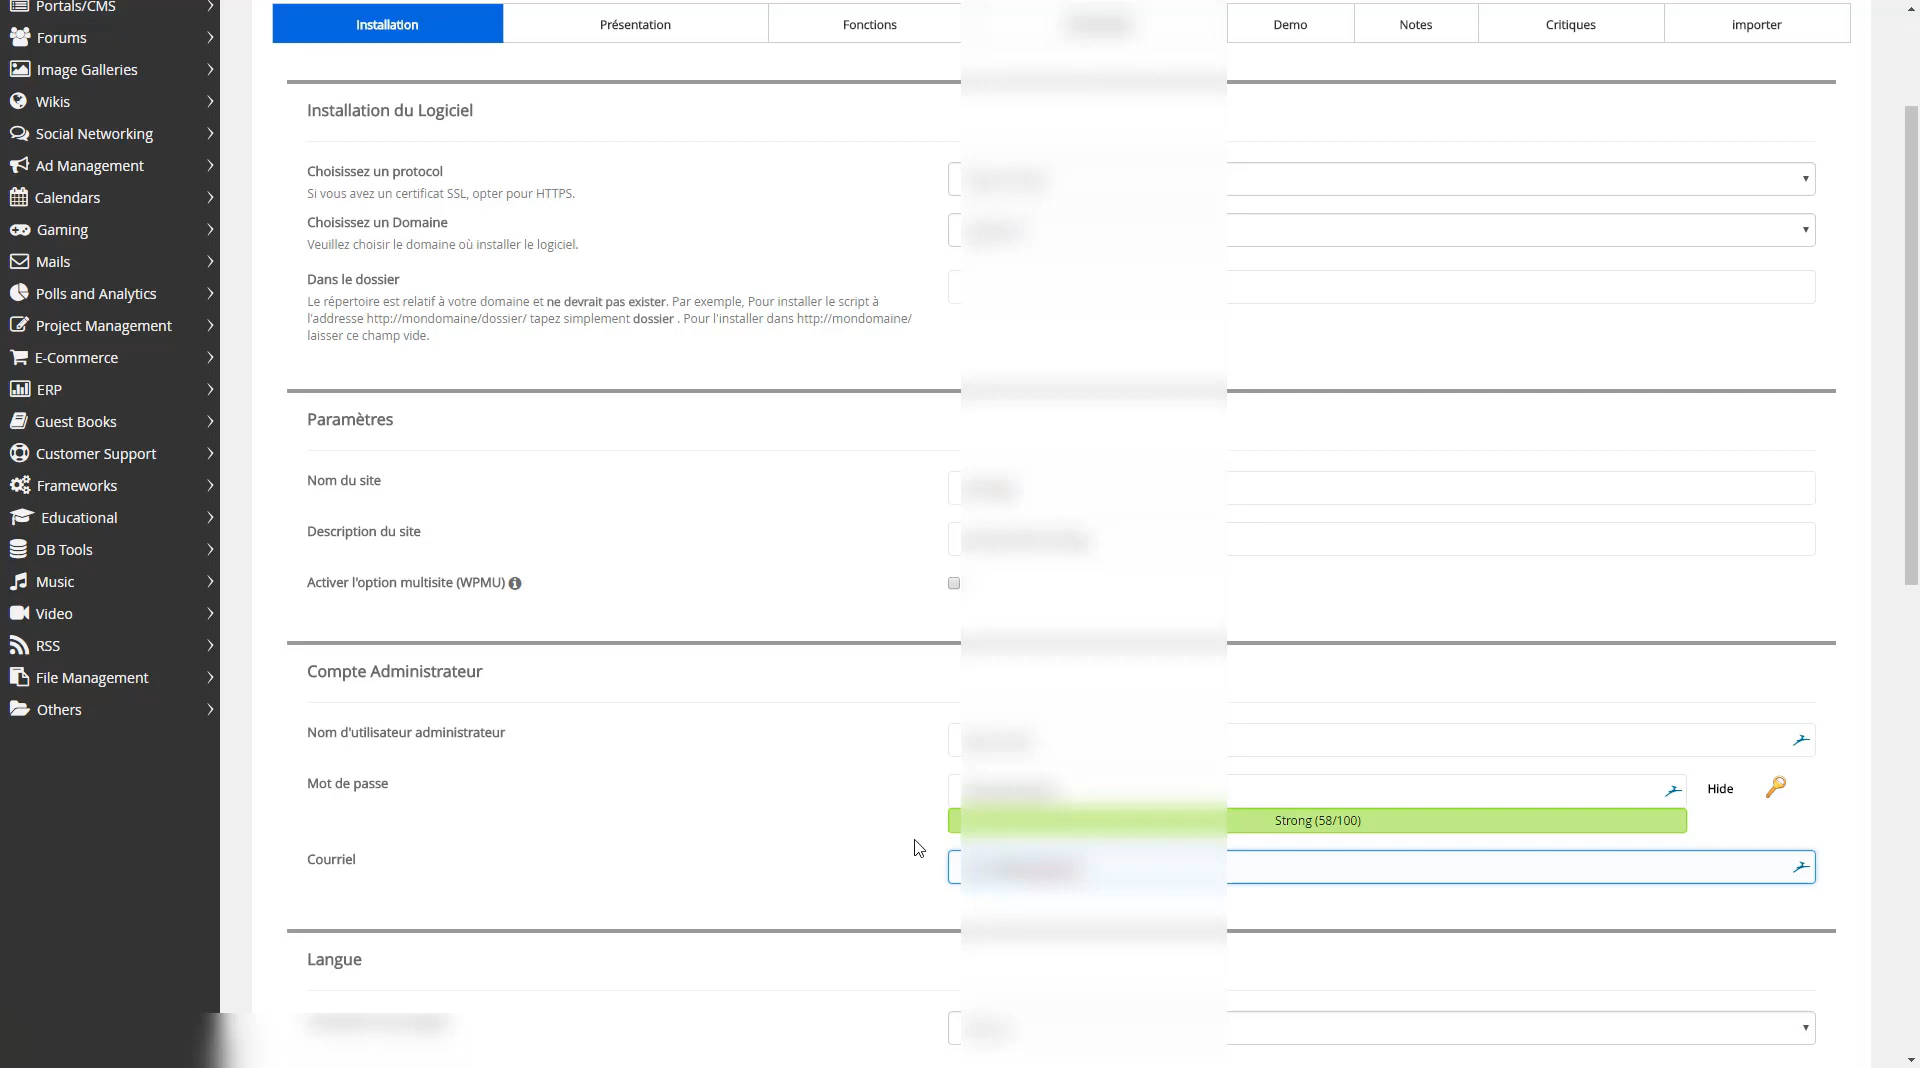 Portals/CMS
Forums
Image Galleries
Wikis
Social Networking
Ad Management
Calendars
Gaming
Mails
Polls and Analytics
Project Management
E-Commerce
ERP
Guest Books
Customer Support
Frameworks
Educational
DB Tools
Music
Video
RSS
File Management
Others
Installation
Présentation
Fonctions
Demo
Notes
Critiques
importer
Installation du Logiciel
Choisissez un protocol
Si vous avez un certificat SSL, opter pour HTTPS.
Choisissez un Domaine
Veuillez choisir le domaine où installer le logiciel.
Dans le dossier
Le répertoire est relatif à votre domaine et ne devrait pas exister. Par exemple, Pour installer le script à
l'addresse http://mondomaine/dossier/ tapez simplement dossier . Pour l'installer dans http://mondomaine/
laisser ce champ vide.
Paramètres
Nom du site
Description du site
Activer l'option multisite (WPMU)
Compte Administrateur
Nom d'utilisateur administrateur
Mot de passe
Hide
Strong (58/100)
Courriel
Langue